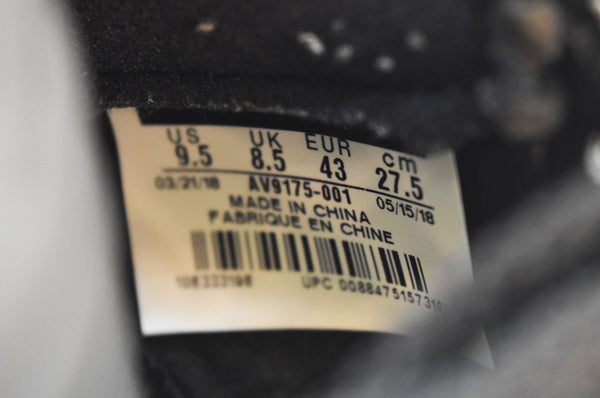 US UK EUR cm
9.5 8.5 43 27.5
03/21/18 AV9175-001 05/15/18
MADE IN CHINA
FABRIQUE EN CHINE
UPC